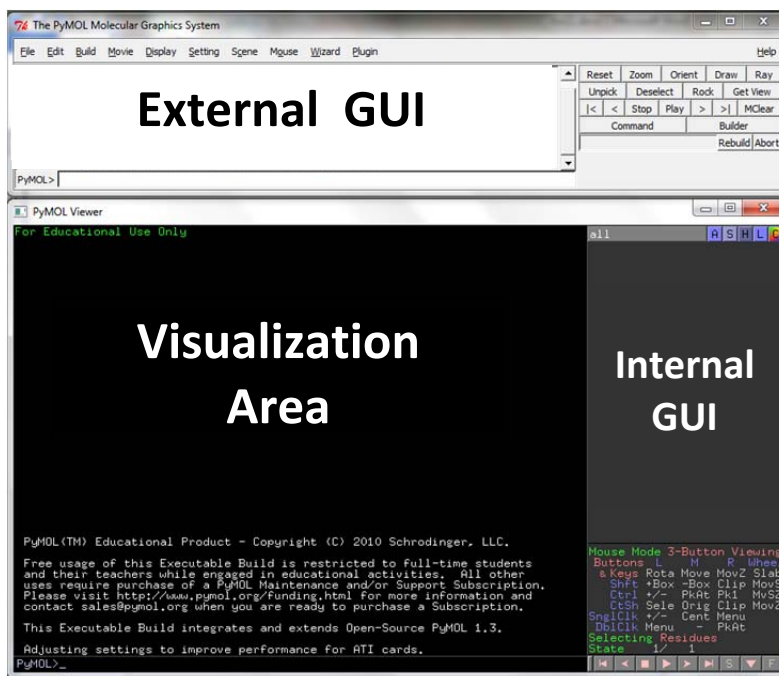 The PyMOL Molecular Graphics System
File Edit Build Movie Display Setting Scene Mouse Wizard Plugin Help
External GUI
Reset Zoom Orient Draw Ray
Unpick Deselect Rock Get View
|< < Stop Play > >| MClear
Command Builder
Rebuild Abort
PyMOL>
PyMOL Viewer
For Educational Use Only
all A S H L C
Visualization
Area
Internal
GUI
PyMOL(TM) Educational Product - Copyright (C) 2010 Schrodinger, LLC.
Free usage of this Executable Build is restricted to full-time students
and their teachers while engaged in educational activities. All other
uses require purchase of a PyMOL Maintenance and/or Support Subscription.
Please visit http://www.pymol.org/funding.html for more information and
contact sales@pymol.org when you are ready to purchase a Subscription.
This Executable Build integrates and extends Open-Source PyMOL 1.3.
Adjusting settings to improve performance for ATI cards.
PyMOL>_
Mouse Mode 3-Button Viewing
Buttons L M R Whee
& Keys Rota Move MovZ Slab
Shft +Box -Box Clip MovS
Ctrl +/- PkAt Pk1 MvSZ
CtSh Sele Orig Clip MovZ
SnglClk +/- Cent Menu
DblClk Menu - PkAt
Selecting Residues
State 1/ 1
S F